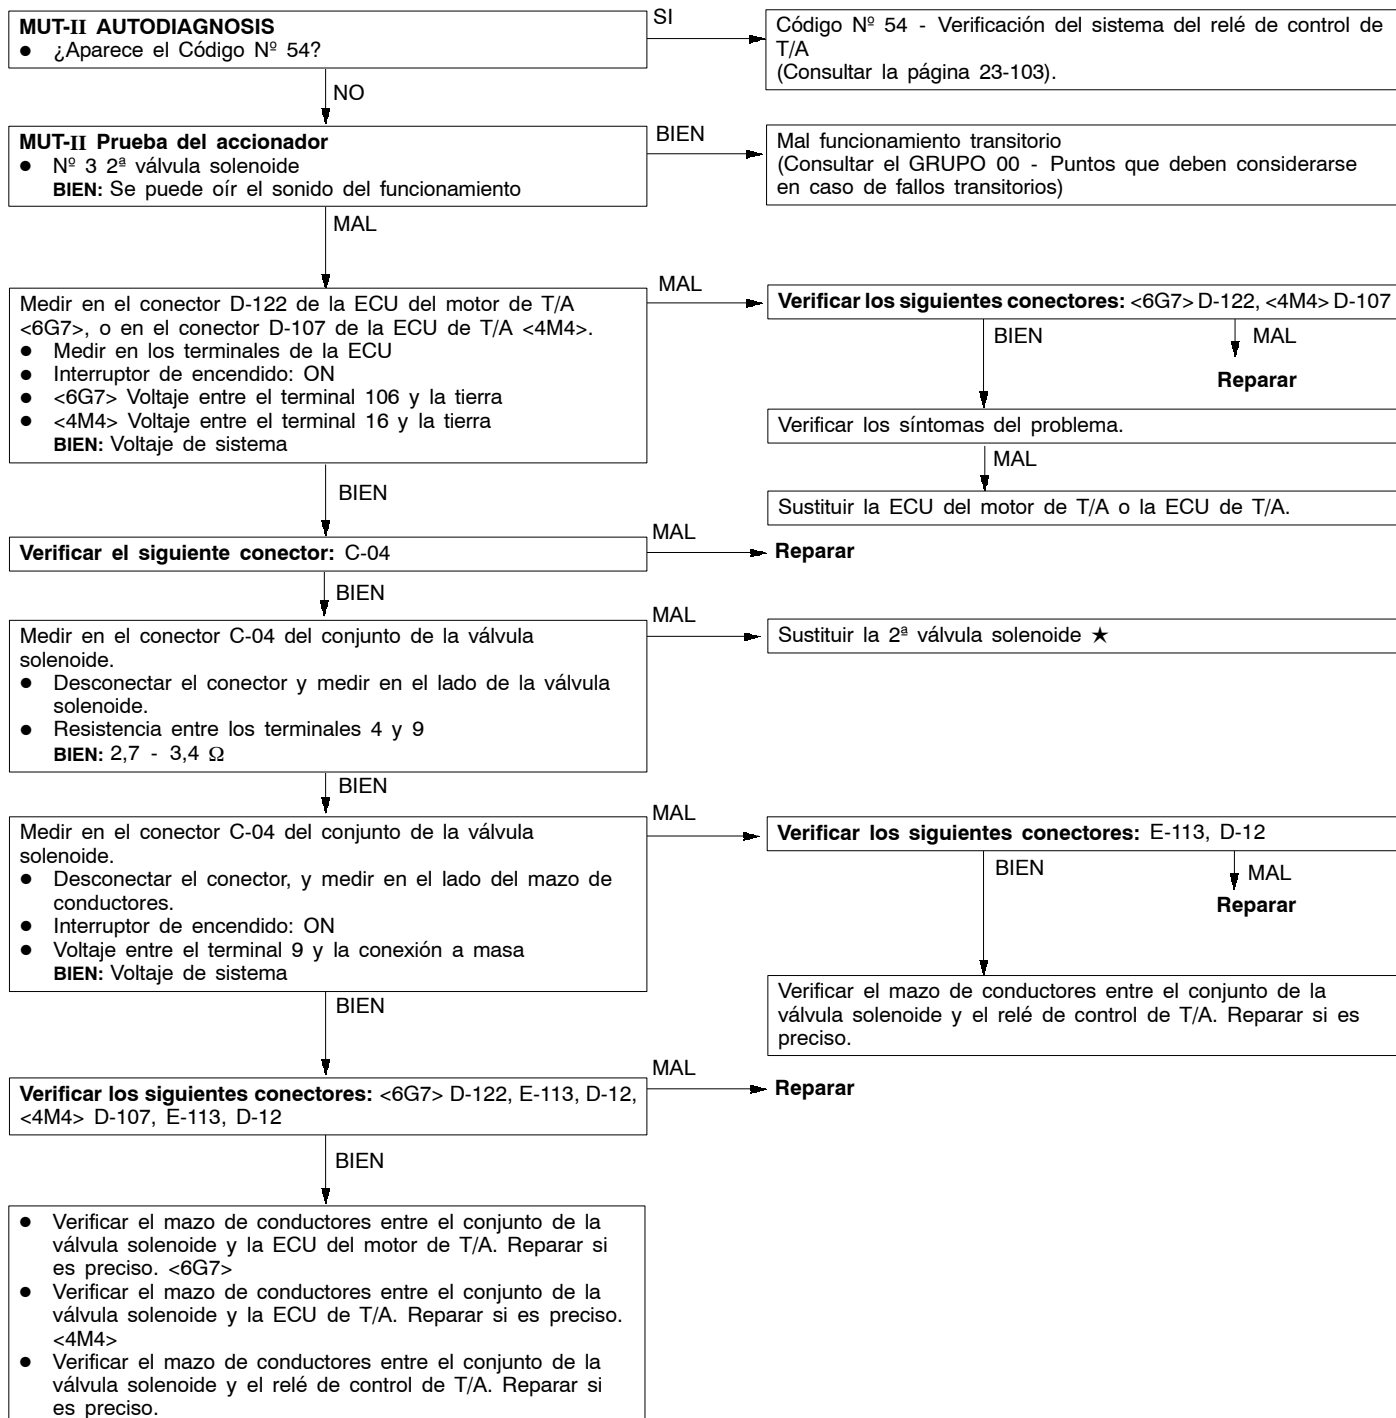 MUT-II AUTODIAGNOSIS
● ¿Aparece el Código Nº 54?
SI
Código Nº 54 - Verificación del sistema del relé de control de
T/A
(Consultar la página 23-103).
NO
MUT-II Prueba del accionador
● Nº 3 2ª válvula solenoide
BIEN: Se puede oír el sonido del funcionamiento
BIEN
Mal funcionamiento transitorio
(Consultar el GRUPO 00 - Puntos que deben considerarse
en caso de fallos transitorios)
MAL
Medir en el conector D-122 de la ECU del motor de T/A
<6G7>, o en el conector D-107 de la ECU de T/A <4M4>.
● Medir en los terminales de la ECU
● Interruptor de encendido: ON
● <6G7> Voltaje entre el terminal 106 y la tierra
● <4M4> Voltaje entre el terminal 16 y la tierra
BIEN: Voltaje de sistema
MAL
Verificar los siguientes conectores: <6G7> D-122, <4M4> D-107
BIEN
MAL
Reparar
Verificar los síntomas del problema.
MAL
Sustituir la ECU del motor de T/A o la ECU de T/A.
BIEN
Verificar el siguiente conector: C-04
MAL
Reparar
BIEN
Medir en el conector C-04 del conjunto de la válvula
solenoide.
● Desconectar el conector y medir en el lado de la válvula
solenoide.
● Resistencia entre los terminales 4 y 9
BIEN: 2,7 - 3,4 Ω
MAL
Sustituir la 2ª válvula solenoide ★
BIEN
Medir en el conector C-04 del conjunto de la válvula
solenoide.
● Desconectar el conector, y medir en el lado del mazo de
conductores.
● Interruptor de encendido: ON
● Voltaje entre el terminal 9 y la conexión a masa
BIEN: Voltaje de sistema
MAL
Verificar los siguientes conectores: E-113, D-12
BIEN
MAL
Reparar
Verificar el mazo de conductores entre el conjunto de la
válvula solenoide y el relé de control de T/A. Reparar si es
preciso.
BIEN
Verificar los siguientes conectores: <6G7> D-122, E-113, D-12,
<4M4> D-107, E-113, D-12
MAL
Reparar
BIEN
● Verificar el mazo de conductores entre el conjunto de la
válvula solenoide y la ECU del motor de T/A. Reparar si
es preciso. <6G7>
● Verificar el mazo de conductores entre el conjunto de la
válvula solenoide y la ECU de T/A. Reparar si es preciso.
<4M4>
● Verificar el mazo de conductores entre el conjunto de la
válvula solenoide y el relé de control de T/A. Reparar si
es preciso.